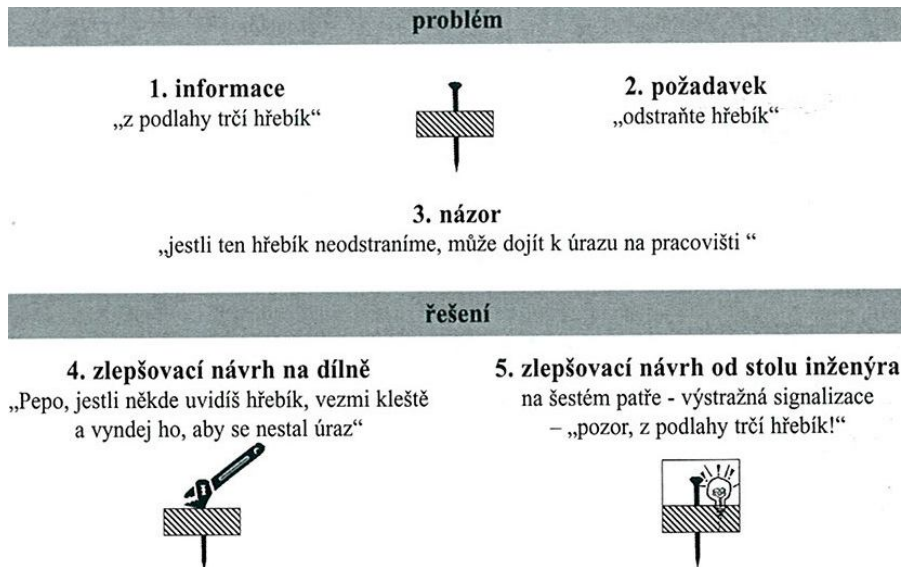 problém
1. informace
„z podlahy trčí hřebík“
2. požadavek
„odstraňte hřebík“
3. názor
„jestli ten hřebík neodstraníme, může dojít k úrazu na pracovišti “
řešení
4. zlepšovací návrh na dílně
„Pepo, jestli někde uvidíš hřebík, vezmi kleště
a vyndej ho, aby se nestal úraz“
5. zlepšovací návrh od stolu inženýra
na šestém patře - výstražná signalizace
– „pozor, z podlahy trčí hřebík!“